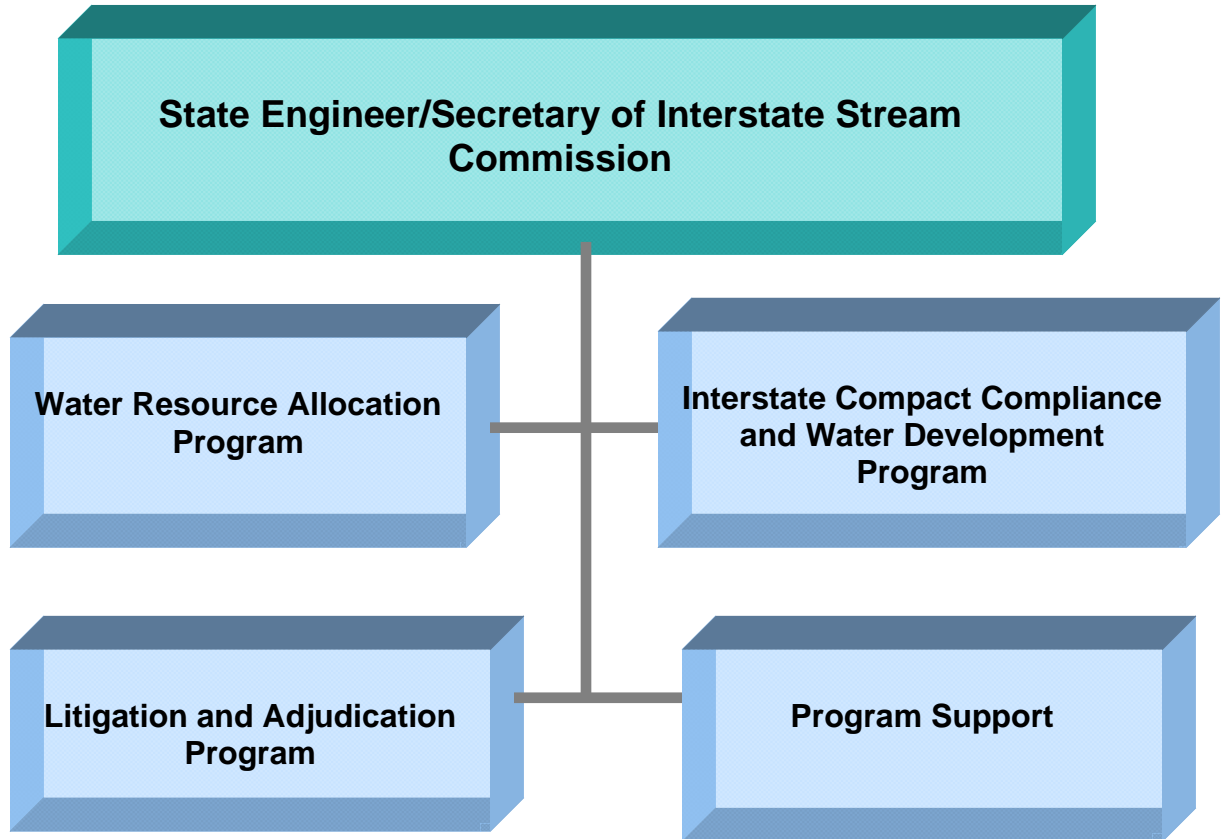 State Engineer/Secretary of Interstate Stream
Commission
Water Resource Allocation
Program
Interstate Compact Compliance
and Water Development
Program
Litigation and Adjudication
Program
Program Support